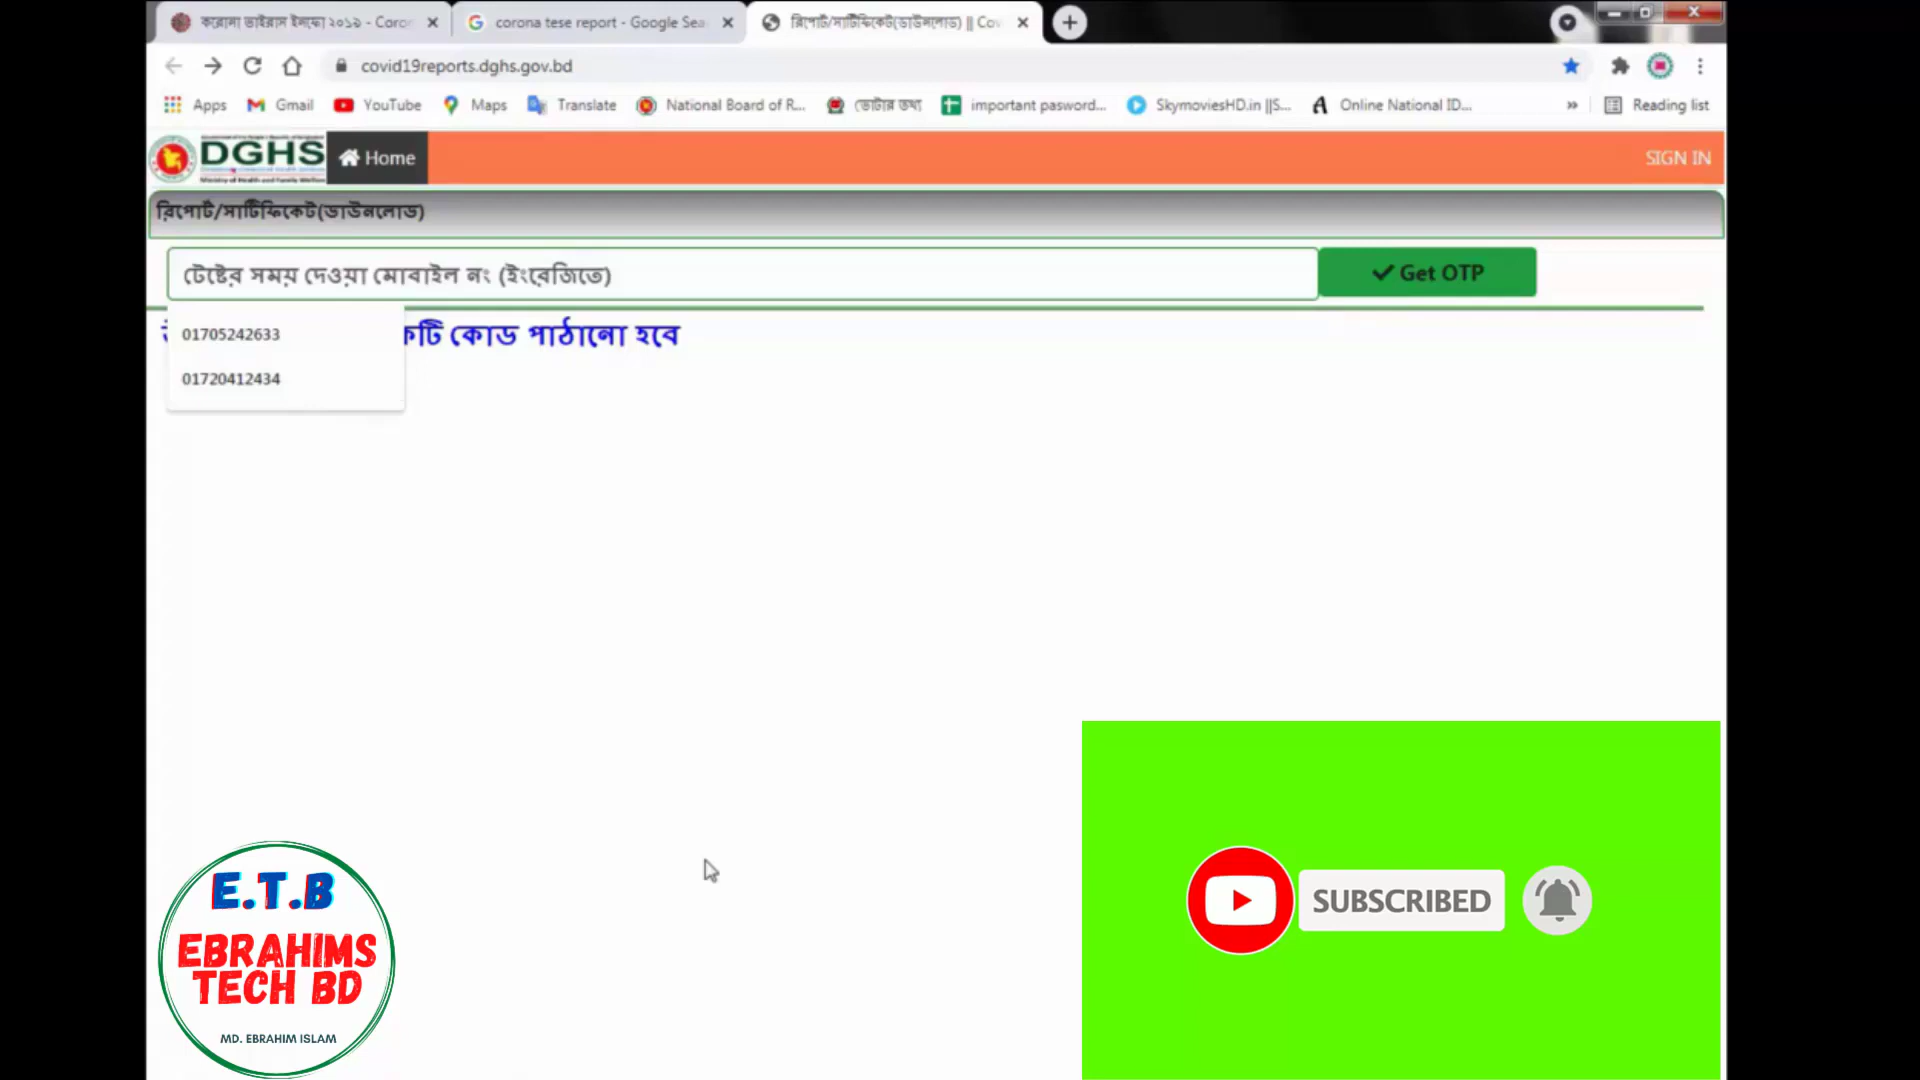 করোনা ভাইরাস ইনফো ২০১৯ - Coron
corona tese report - Google Sea
রিপোর্ট/সার্টিফিকেট(ডাউনলোড) || Cov
covid19reports.dghs.gov.bd
Apps
Gmail
YouTube
Maps
Translate
National Board of R...
ভোটার তথ্য
important pasword...
SkymoviesHD.in ||S...
Online National ID...
»
Reading list
DGHS
Home
SIGN IN
রিপোর্ট/সার্টিফিকেট(ডাউনলোড)
টেষ্টের সময় দেওয়া মোবাইল নং (ইংরেজিতে)
Get OTP
01705242633
কটি কোড পাঠানো হবে
01720412434
E.T.B
EBRAHIMS
TECH BD
MD. EBRAHIM ISLAM
SUBSCRIBED